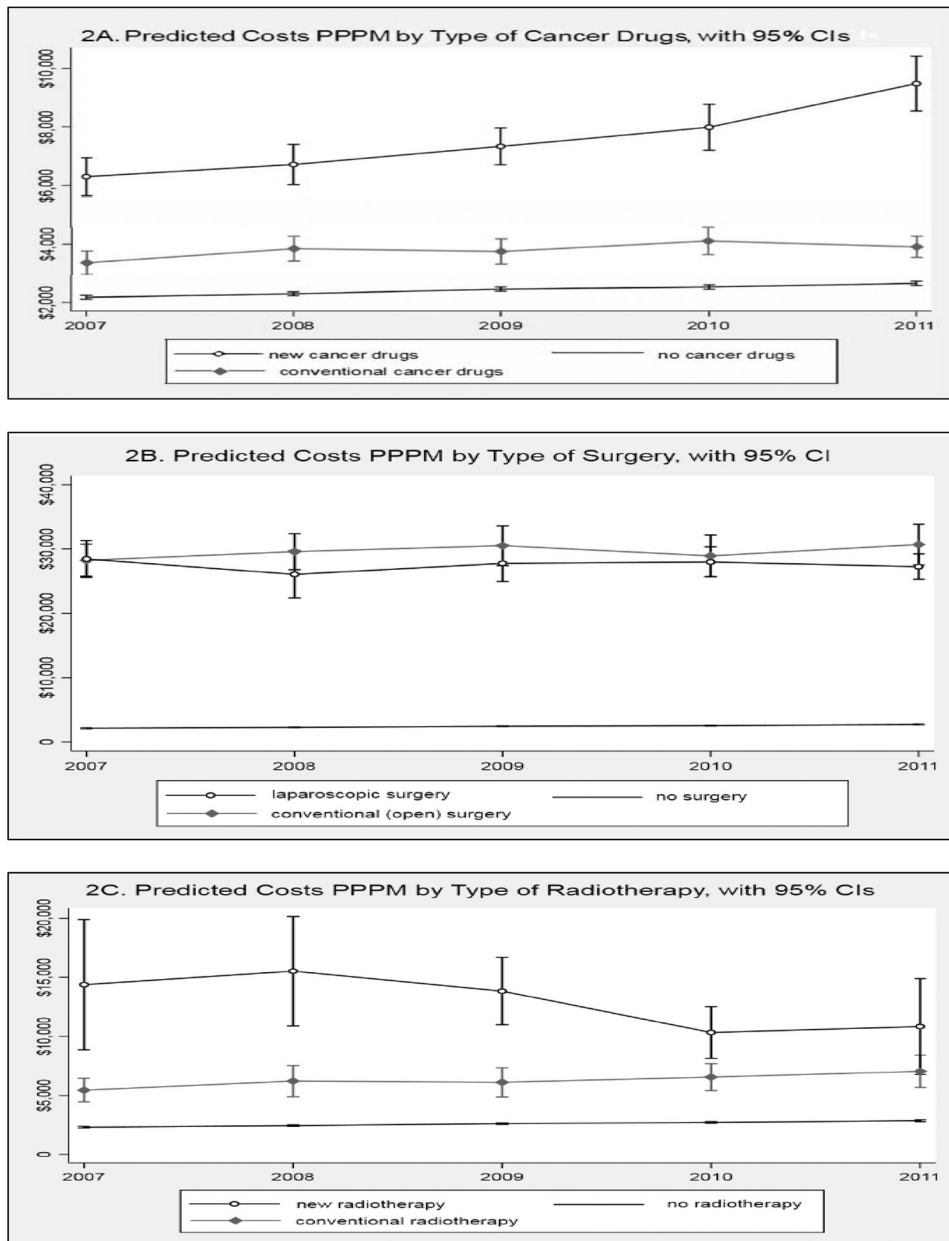 2A. Predicted Costs PPPM by Type of Cancer Drugs, with 95% CIs
$10,000
$8,000
$6,000
$4,000
$2,000
2007 2008 2009 2010 2011
new cancer drugs no cancer drugs
conventional cancer drugs
2B. Predicted Costs PPPM by Type of Surgery, with 95% CI
$40,000
$30,000
$20,000
$10,000
0
2007 2008 2009 2010 2011
laparoscopic surgery no surgery
conventional (open) surgery
2C. Predicted Costs PPPM by Type of Radiotherapy, with 95% CIs
$20,000
$15,000
$10,000
$5,000
0
2007 2008 2009 2010 2011
new radiotherapy no radiotherapy
conventional radiotherapy